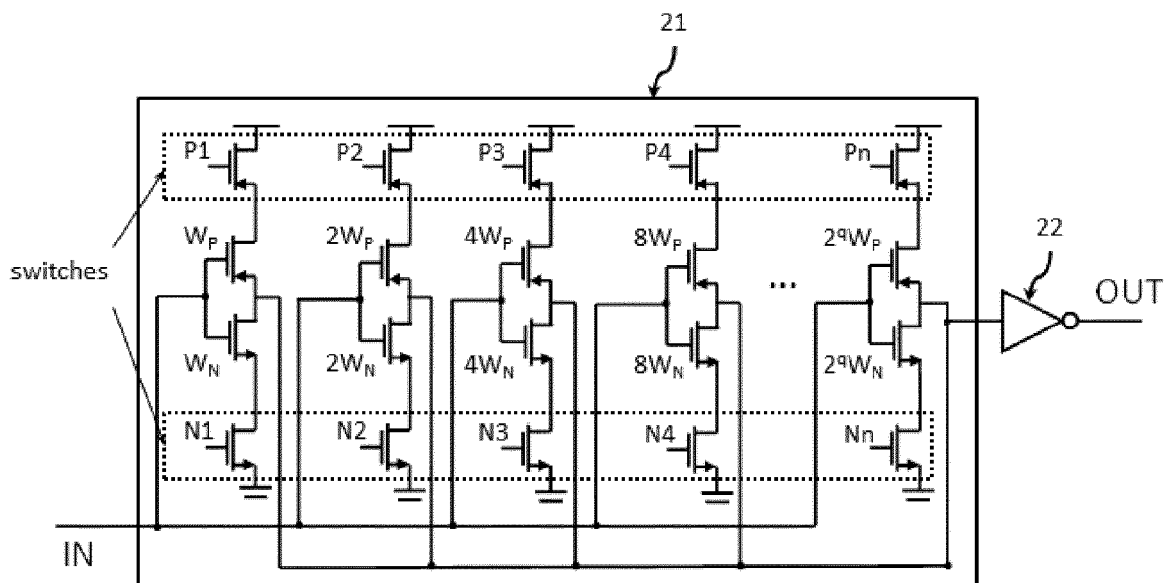 21
P1 P2 P3 P4 Pn
W_P 2W_P 4W_P 8W_P 2^qW_P
22
switches
...
OUT
W_N 2W_N 4W_N 8W_N 2^qW_N
N1 N2 N3 N4 Nn
IN